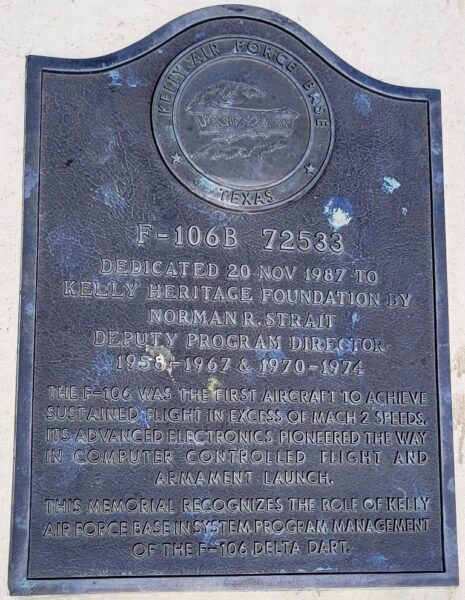 KELLY AIR FORCE BASE
TEXAS
F-106B 72533
DEDICATED 20 NOV 1987 TO
KELLY HERITAGE FOUNDATION BY
NORMAN R. STRAIT
DEPUTY PROGRAM DIRECTOR
1958-1967 & 1970-1974
THE F-106 WAS THE FIRST AIRCRAFT TO ACHIEVE
SUSTAINED FLIGHT IN EXCESS OF MACH 2 SPEEDS.
ITS ADVANCED ELECTRONICS PIONEERED THE WAY
IN COMPUTER CONTROLLED FLIGHT AND
ARMAMENT LAUNCH.
THIS MEMORIAL RECOGNIZES THE ROLE OF KELLY
AIR FORCE BASE IN SYSTEM PROGRAM MANAGEMENT
OF THE F-106 DELTA DART.